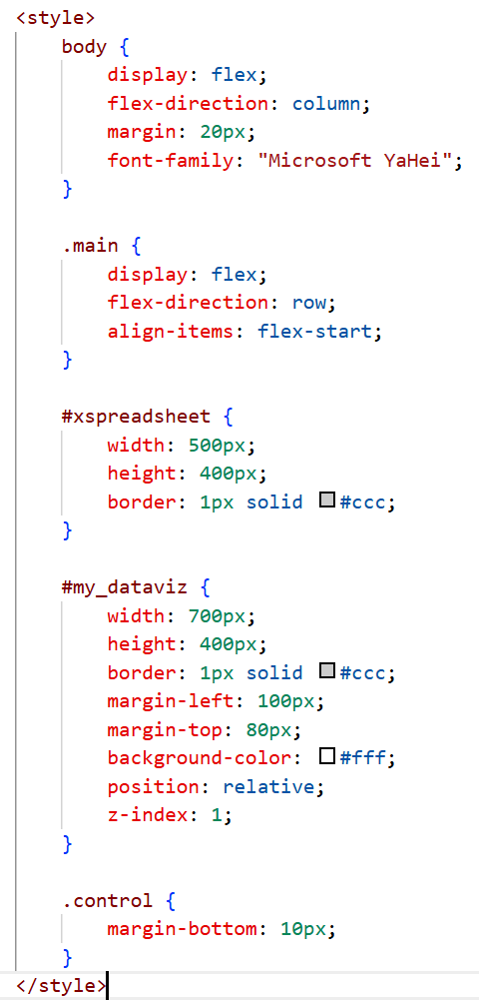 <style>
body {
display: flex;
flex-direction: column;
margin: 20px;
font-family: "Microsoft YaHei";
}
.main {
display: flex;
flex-direction: row;
align-items: flex-start;
}
#xspreadsheet {
width: 500px;
height: 400px;
border: 1px solid #ccc;
}
#my_dataviz {
width: 700px;
height: 400px;
border: 1px solid #ccc;
margin-left: 100px;
margin-top: 80px;
background-color: #fff;
position: relative;
z-index: 1;
}
.control {
margin-bottom: 10px;
}
</style>